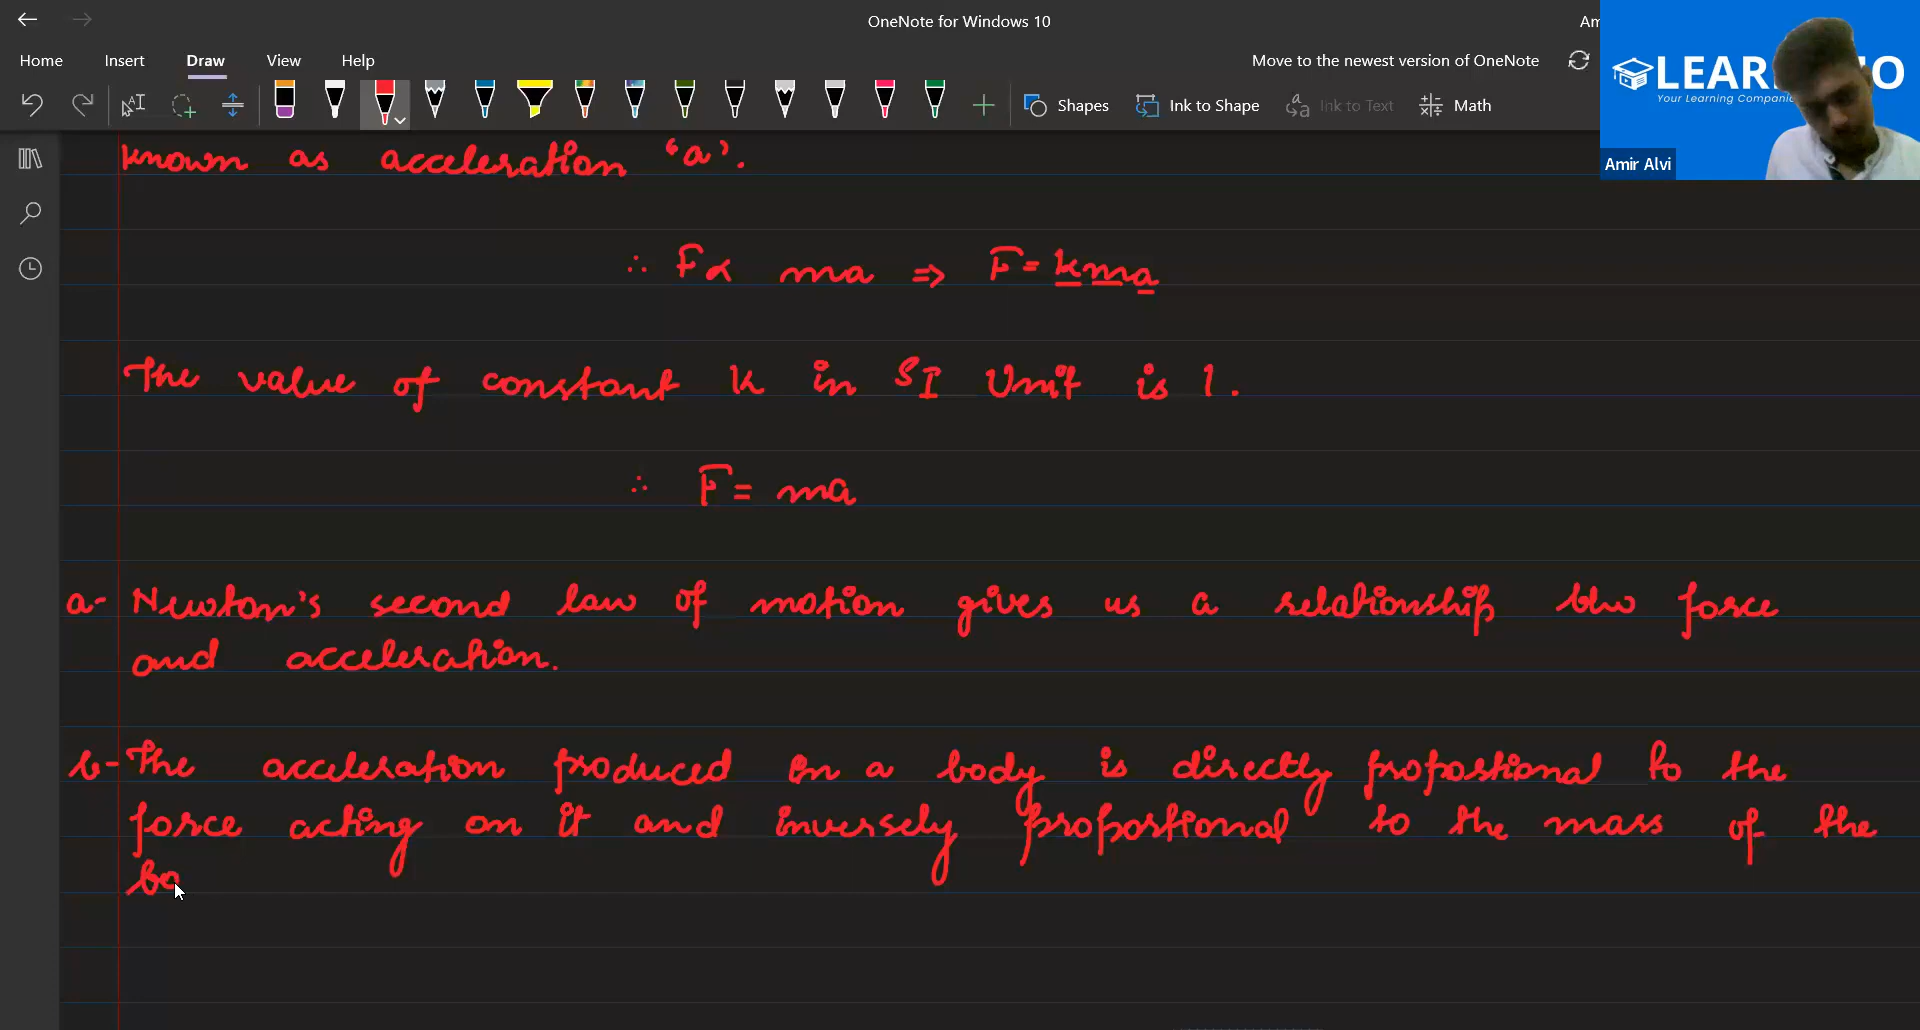 OneNote for Windows 10
Am
Home Insert Draw View Help
Move to the newest version of OneNote
Shapes Ink to Shape Ink to Text Math
LEAR O
Your Learning Compani
Amir Alvi
known as acceleration "a".
∴ F ∝ ma ⇒ F = kma
The value of constant k in SI Unit is 1.
∴ F = ma
a- Newton's second law of motion gives us a relationship btw force
and acceleration.
b- The acceleration produced in a body is directly proportional to the
force acting on it and inversely proportional to the mass of the
bo